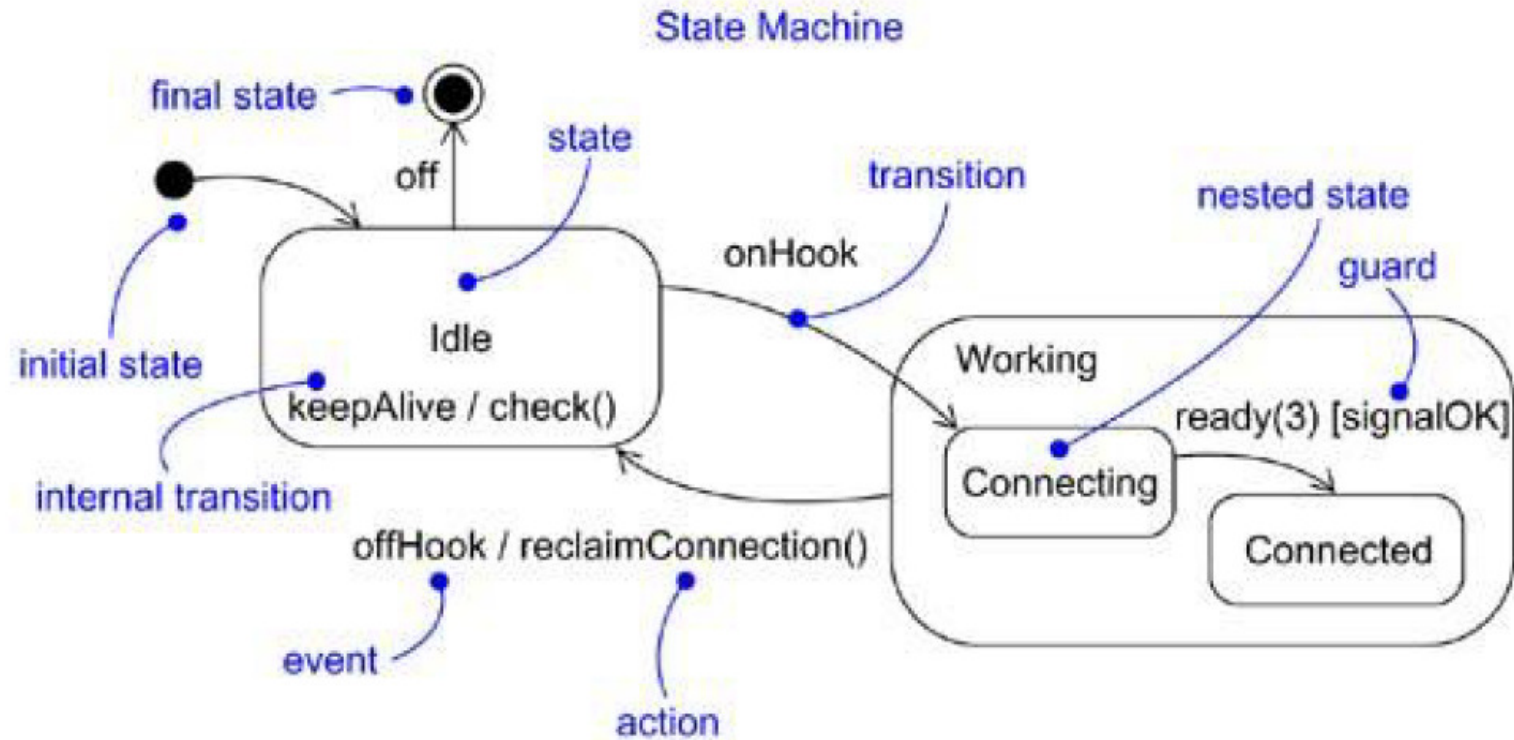 State Machine
final state
state
off
transition
nested state
onHook
guard
initial state
Idle
Working
keepAlive / check()
ready(3) [signalOK]
internal transition
Connecting
offHook / reclaimConnection()
Connected
event
action